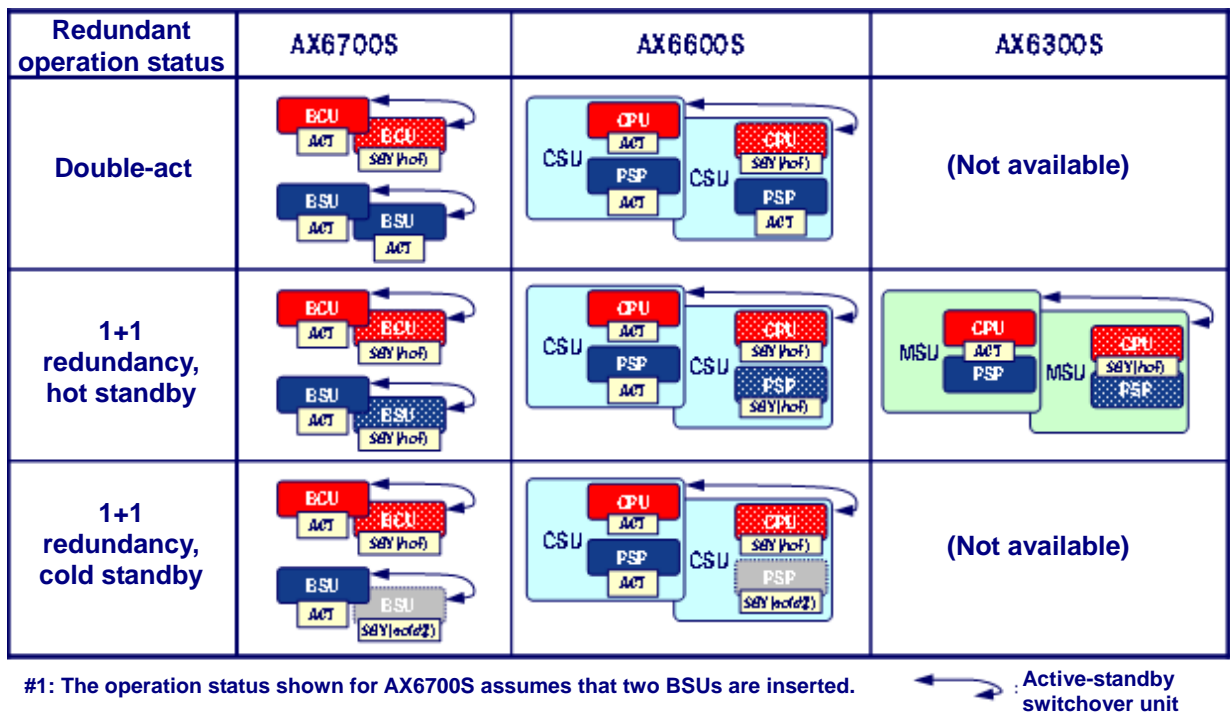 Redundant
operation status
AX6700S
AX6600S
AX6300S
Double-act
BCU
ACT
BCU
SBY(hot)
BSU
ACT
BSU
ACT
CSU
CPU
ACT
PSP
ACT
CSU
CPU
SBY(hot)
PSP
ACT
(Not available)
1+1
redundancy,
hot standby
BCU
ACT
BCU
SBY(hot)
BSU
ACT
BSU
SBY(hot)
CSU
CPU
ACT
PSP
ACT
CSU
CPU
SBY(hot)
PSP
SBY(hot)
MSU
CPU
ACT
PSP
MSU
CPU
SBY(hot)
PSP
1+1
redundancy,
cold standby
BCU
ACT
BCU
SBY(hot)
BSU
ACT
BSU
SBY(cold2)
CSU
CPU
ACT
PSP
ACT
CSU
CPU
SBY(hot)
PSP
SBY(cold2)
(Not available)
#1: The operation status shown for AX6700S assumes that two BSUs are inserted.
: Active-standby
switchover unit